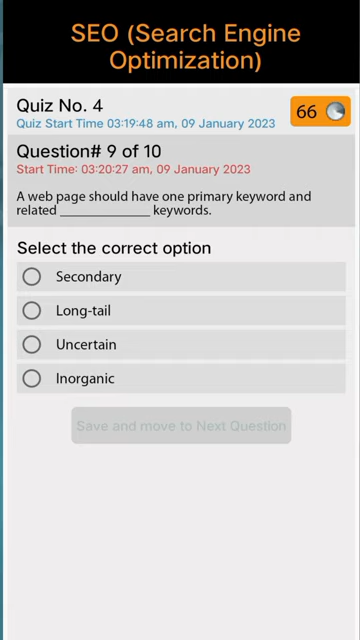 SEO (Search Engine
Optimization)
Quiz No. 4
66
Quiz Start Time 03:19:48 am, 09 January 2023
Question# 9 of 10
Start Time: 03:20:27 am, 09 January 2023
A web page should have one primary keyword and
related ______________ keywords.
Select the correct option
Secondary
Long-tail
Uncertain
Inorganic
Save and move to Next Question